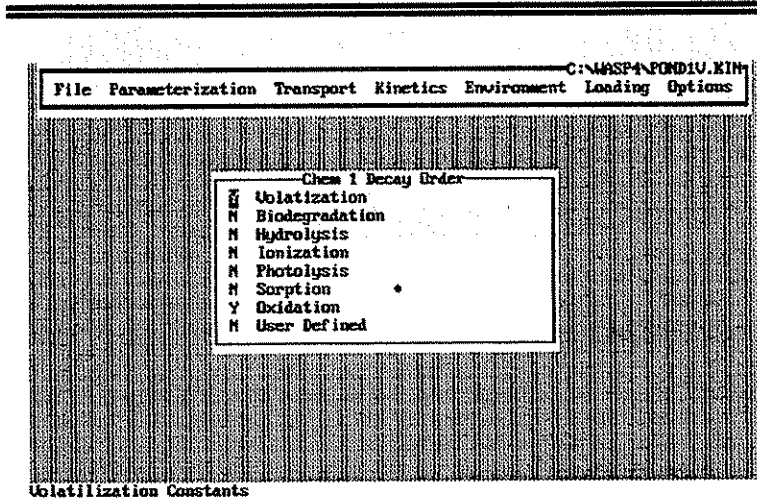 C:\WASP4\POND1V.KIN
File Parameterization Transport Kinetics Environment Loading Options
Chem 1 Decay Order
Volatization
N Biodegradation
N Hydrolysis
N Ionization
N Photolysis
N Sorption
Y Oxidation
N User Defined
Volatilization Constants